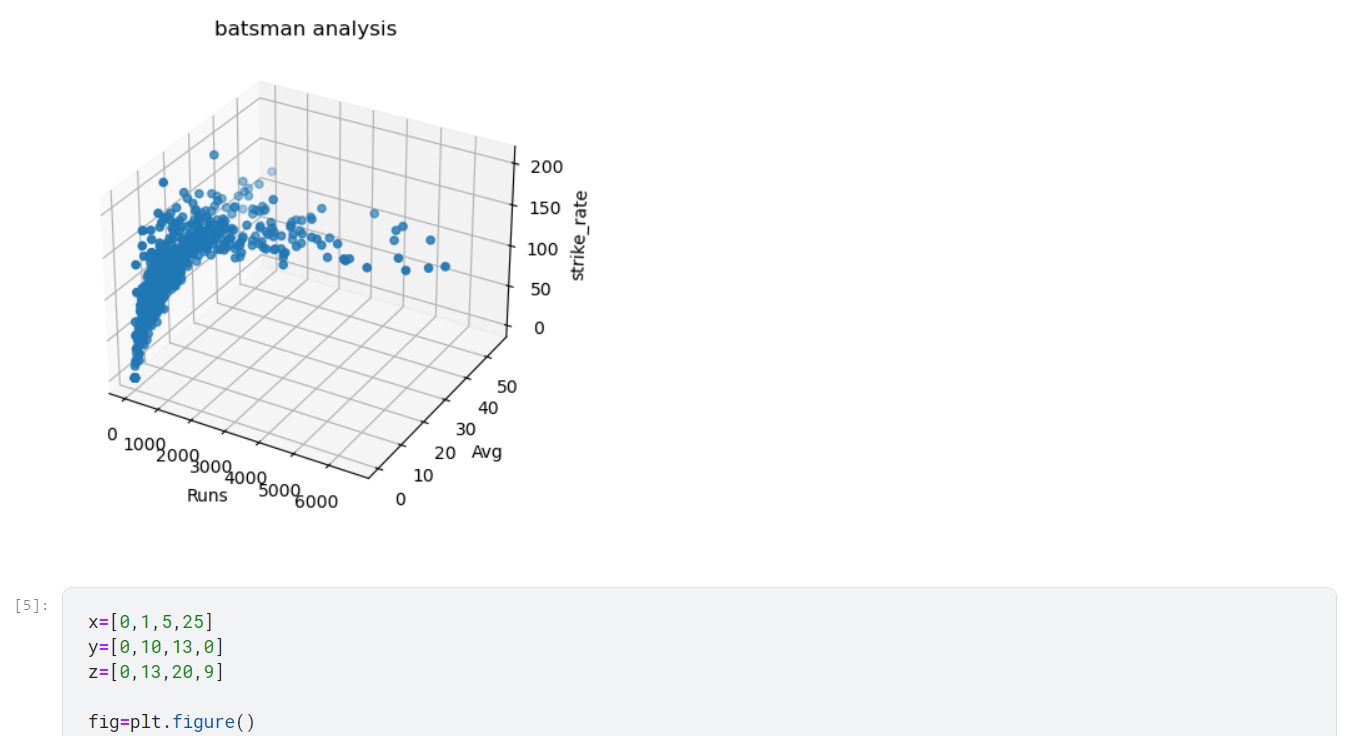 batsman analysis
200
150
100
50
0
strike_rate
50
40
30
20
10
0
Avg
0
1000
2000
3000
4000
5000
6000
Runs
[5]:
x=[0,1,5,25]
y=[0,10,13,0]
z=[0,13,20,9]
fig=plt.figure()